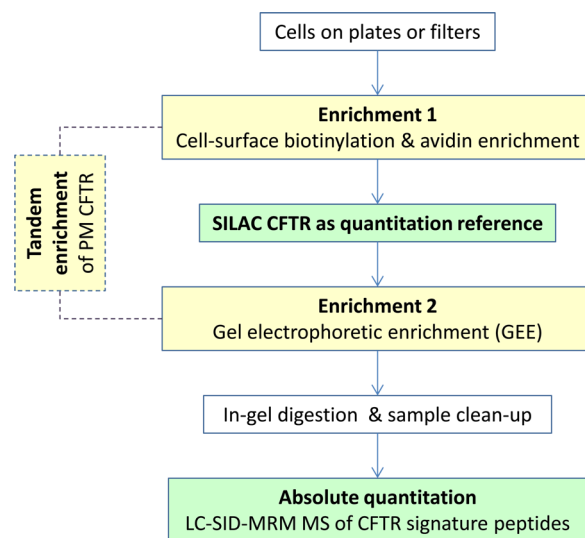 Cells on plates or filters
Enrichment 1
Cell-surface biotinylation & avidin enrichment
Tandem
enrichment
of PM CFTR
SILAC CFTR as quantitation reference
Enrichment 2
Gel electrophoretic enrichment (GEE)
In-gel digestion & sample clean-up
Absolute quantitation
LC-SID-MRM MS of CFTR signature peptides